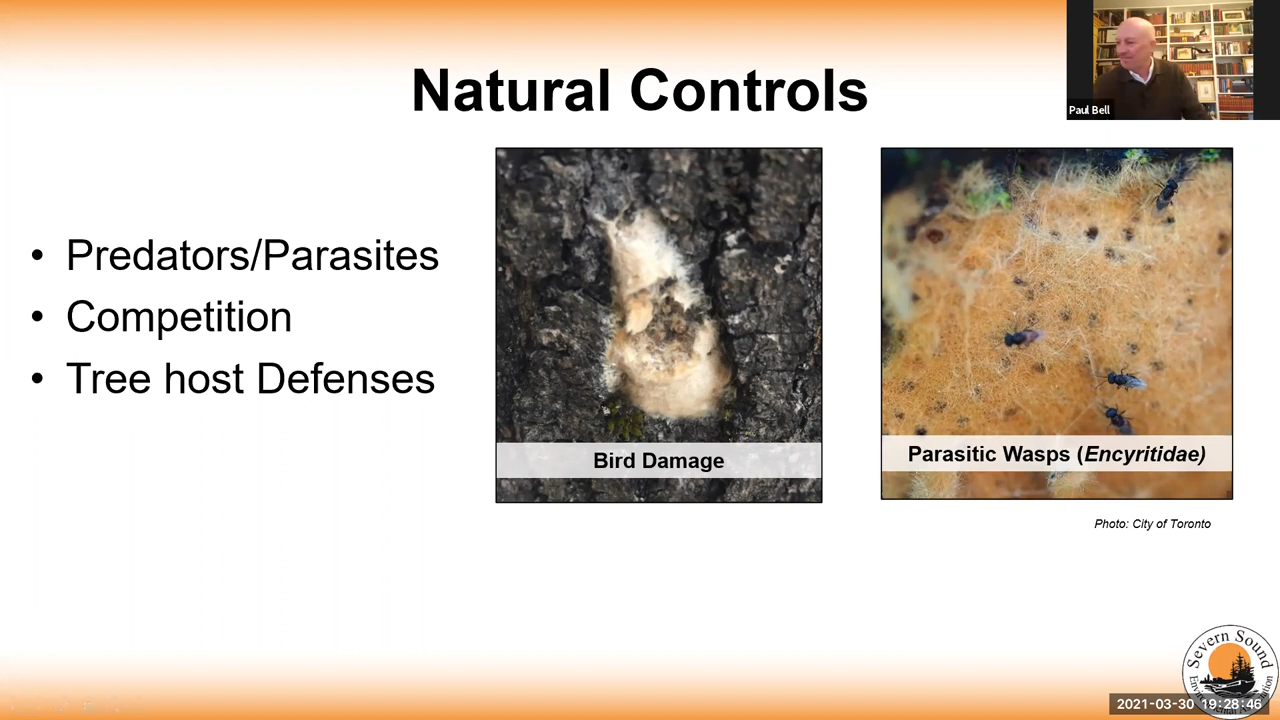 Natural Controls
Paul Bell
• Predators/Parasites
• Competition
• Tree host Defenses
Bird Damage
Parasitic Wasps (Encyritidae)
Photo: City of Toronto
Severn Sound
2021-03-30 19:28:46